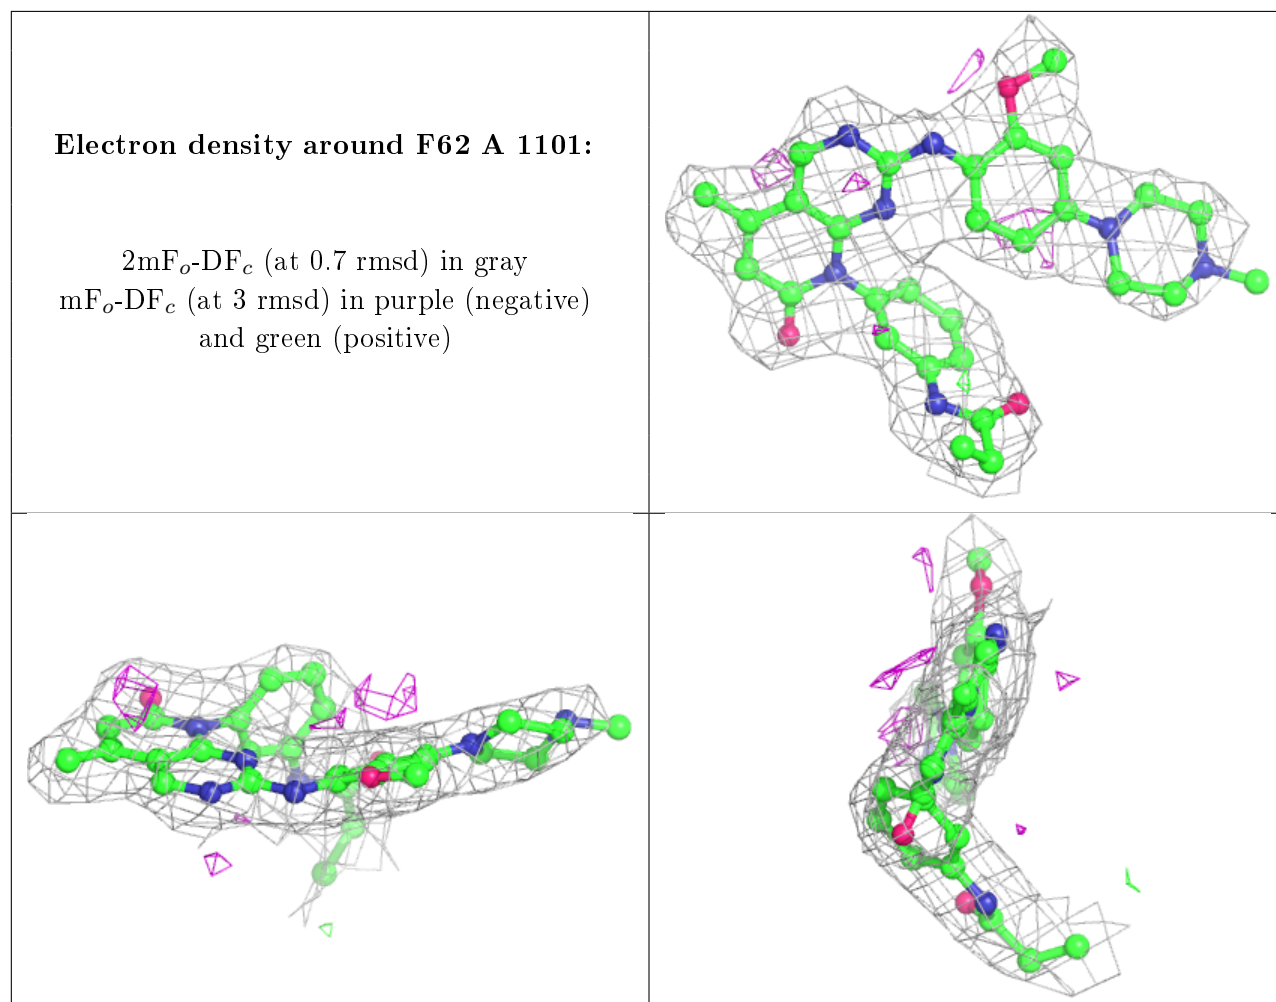 Electron density around F62 A 1101:
2mFₒ-DF𝒸 (at 0.7 rmsd) in gray
mFₒ-DF𝒸 (at 3 rmsd) in purple (negative)
and green (positive)